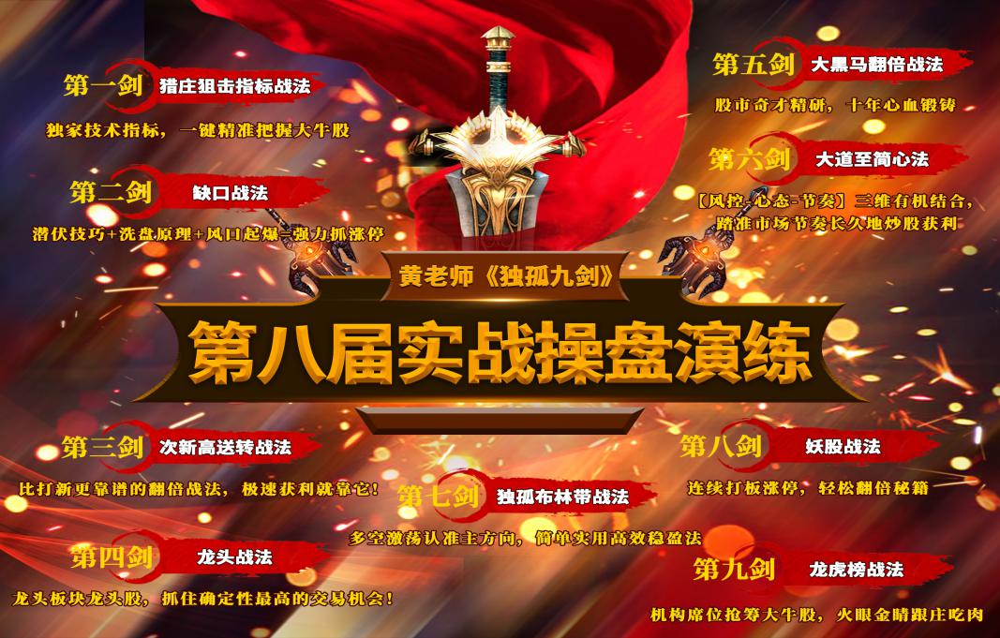 第一剑 猎庄狙击指标战法
独家技术指标，一键精准把握大牛股
第二剑 缺口战法
潜伏技巧+洗盘原理+风口起爆=强力抓涨停
第五剑 大黑马翻倍战法
股市奇才精研，十年心血锻铸
第六剑 大道至简心法
【风控-心态-节奏】三维有机结合，
踏准市场节奏长久地炒股获利
黄老师《独孤九剑》
第八届实战操盘演练
第三剑 次新高送转战法
比打新更靠谱的翻倍战法，极速获利就靠它！
第四剑 龙头战法
龙头板块龙头股，抓住确定性最高的交易机会！
第七剑 独孤布林带战法
多空激荡认准主方向，简单实用高效稳盈法
第八剑 妖股战法
连续打板涨停，轻松翻倍秘籍
第九剑 龙虎榜战法
机构席位抢筹大牛股，火眼金睛跟庄吃肉